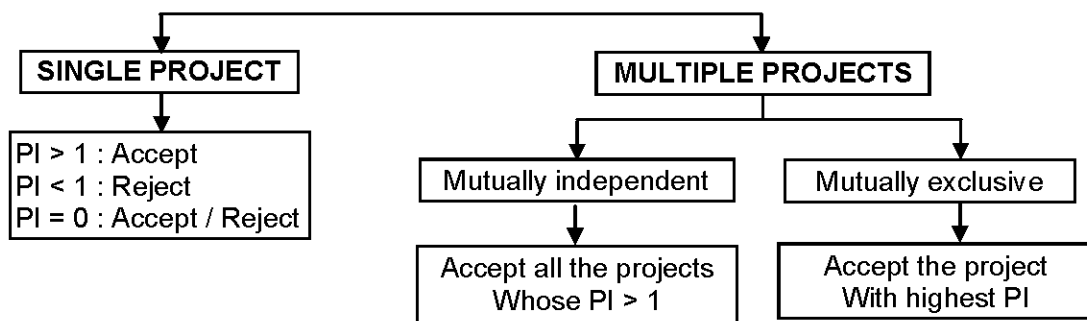 SINGLE PROJECT
PI > 1 : Accept
PI < 1 : Reject
PI = 0 : Accept / Reject
MULTIPLE PROJECTS
Mutually independent
Accept all the projects
Whose PI > 1
Mutually exclusive
Accept the project
With highest PI